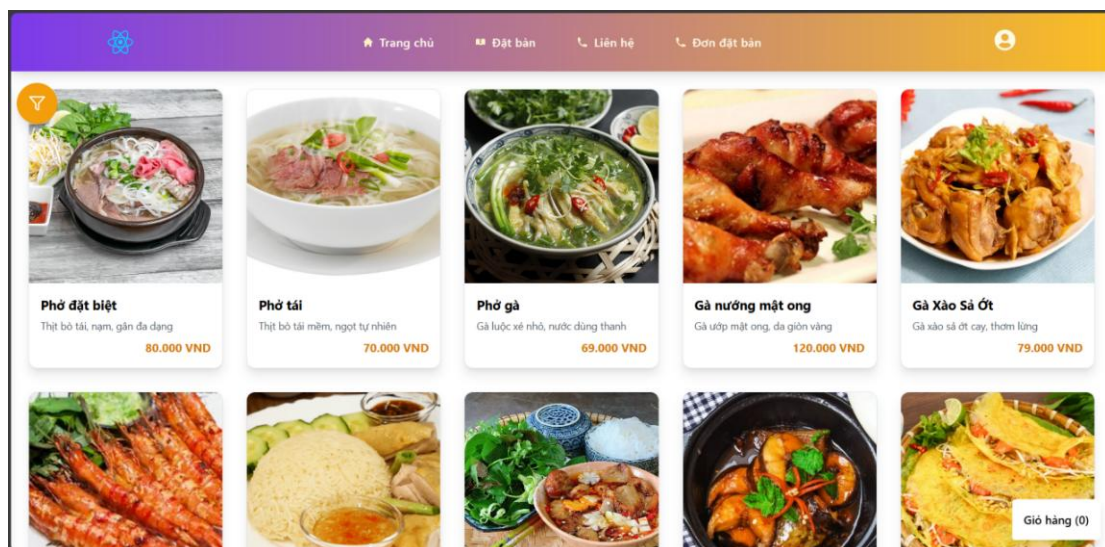 Trang chủ
Đặt bàn
Liên hệ
Đơn đặt bàn
Phở đặt biệt
Thịt bò tái, nạm, gân đa dạng
80.000 VND
Phở tái
Thịt bò tái mềm, ngọt tự nhiên
70.000 VND
Phở gà
Gà luộc xé nhỏ, nước dùng thanh
69.000 VND
Gà nướng mật ong
Gà ướp mật ong, da giòn vàng
120.000 VND
Gà Xào Sả Ớt
Gà xào sả ớt cay, thơm lừng
79.000 VND
Giỏ hàng (0)